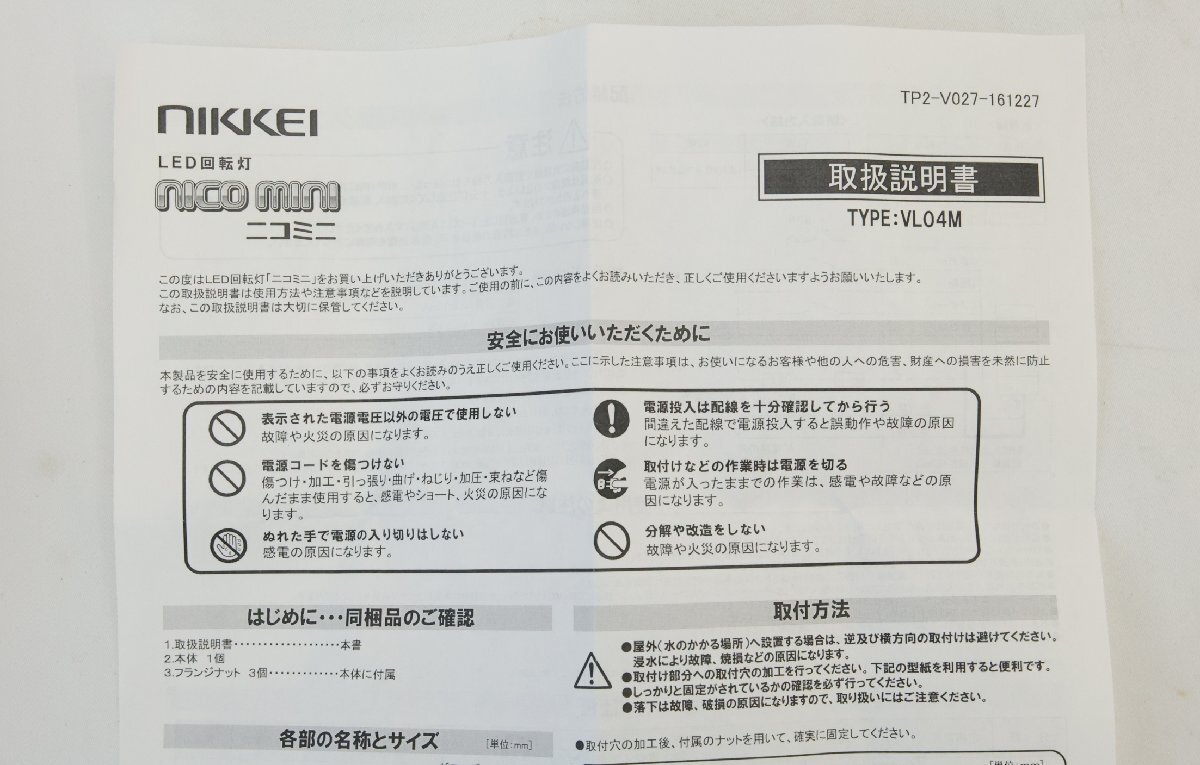 NIKKEI
TP2-V027-161227
LED回転灯
nico mini
ニコミニ
取扱説明書
TYPE:VL04M
この度はLED回転灯「ニコミニ」をお買い上げいただきありがとうございます。
この取扱説明書は使用方法や注意事項などを説明しています。ご使用の前に、この内容をよくお読みいただき、正しくご使用くださいますようお願いいたします。
なお、この取扱説明書は大切に保管してください。
安全にお使いいただくために
本製品を安全に使用するために、以下の事項をよくお読みのうえ正しくご使用ください。ここに示した注意事項は、お使いになるお客様や他の人への危害、財産への損害を未然に防止
するための内容を記載していますので、必ずお守りください。
表示された電源電圧以外の電圧で使用しない
故障や火災の原因になります。
電源コードを傷つけない
傷つけ・加工・引っ張り・曲げ・ねじり・加圧・束ねなど傷
んだまま使用すると、感電やショート、火災の原因にな
ります。
ぬれた手で電源の入り切りはしない
感電の原因になります。
電源投入は配線を十分確認してから行う
間違えた配線で電源投入すると誤動作や故障の原因
になります。
取付けなどの作業時は電源を切る
電源が入ったままでの作業は、感電や故障などの原
因になります。
分解や改造をしない
故障や火災の原因になります。
はじめに・・・同梱品のご確認
1.取扱説明書・・・・・・・・・・・・・・・・・・本書
2.本体 1個
3.フランジナット 3個・・・・・・・・・・・・本体に付属
各部の名称とサイズ [単位:mm]
取付方法
●屋外(水のかかる場所)へ設置する場合は、逆及び横方向の取付けは避けてください。
浸水により故障、焼損などの原因になります。
●取付け部分への取付穴の加工を行ってください。下記の型紙を利用すると便利です。
●しっかりと固定がされているかの確認を必ず行ってください。
●落下は故障、破損の原因になりますので、取り扱いにはご注意ください。
●取付穴の加工後、付属のナットを用いて、確実に固定してください。
[単位:mm]